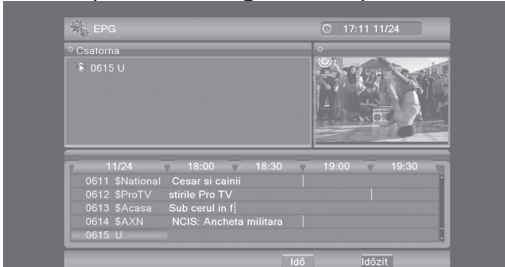 EPG
17:11 11/24
Csatorna
0615 U
11/24 18:00 18:30 19:00 19:30
0611 $National Cesar si cainii
0612 $ProTV stirile Pro TV
0613 $Acasa Sub cerul in f
0614 $AXN NCIS: Ancheta militara
0615 U
Idő Időzít